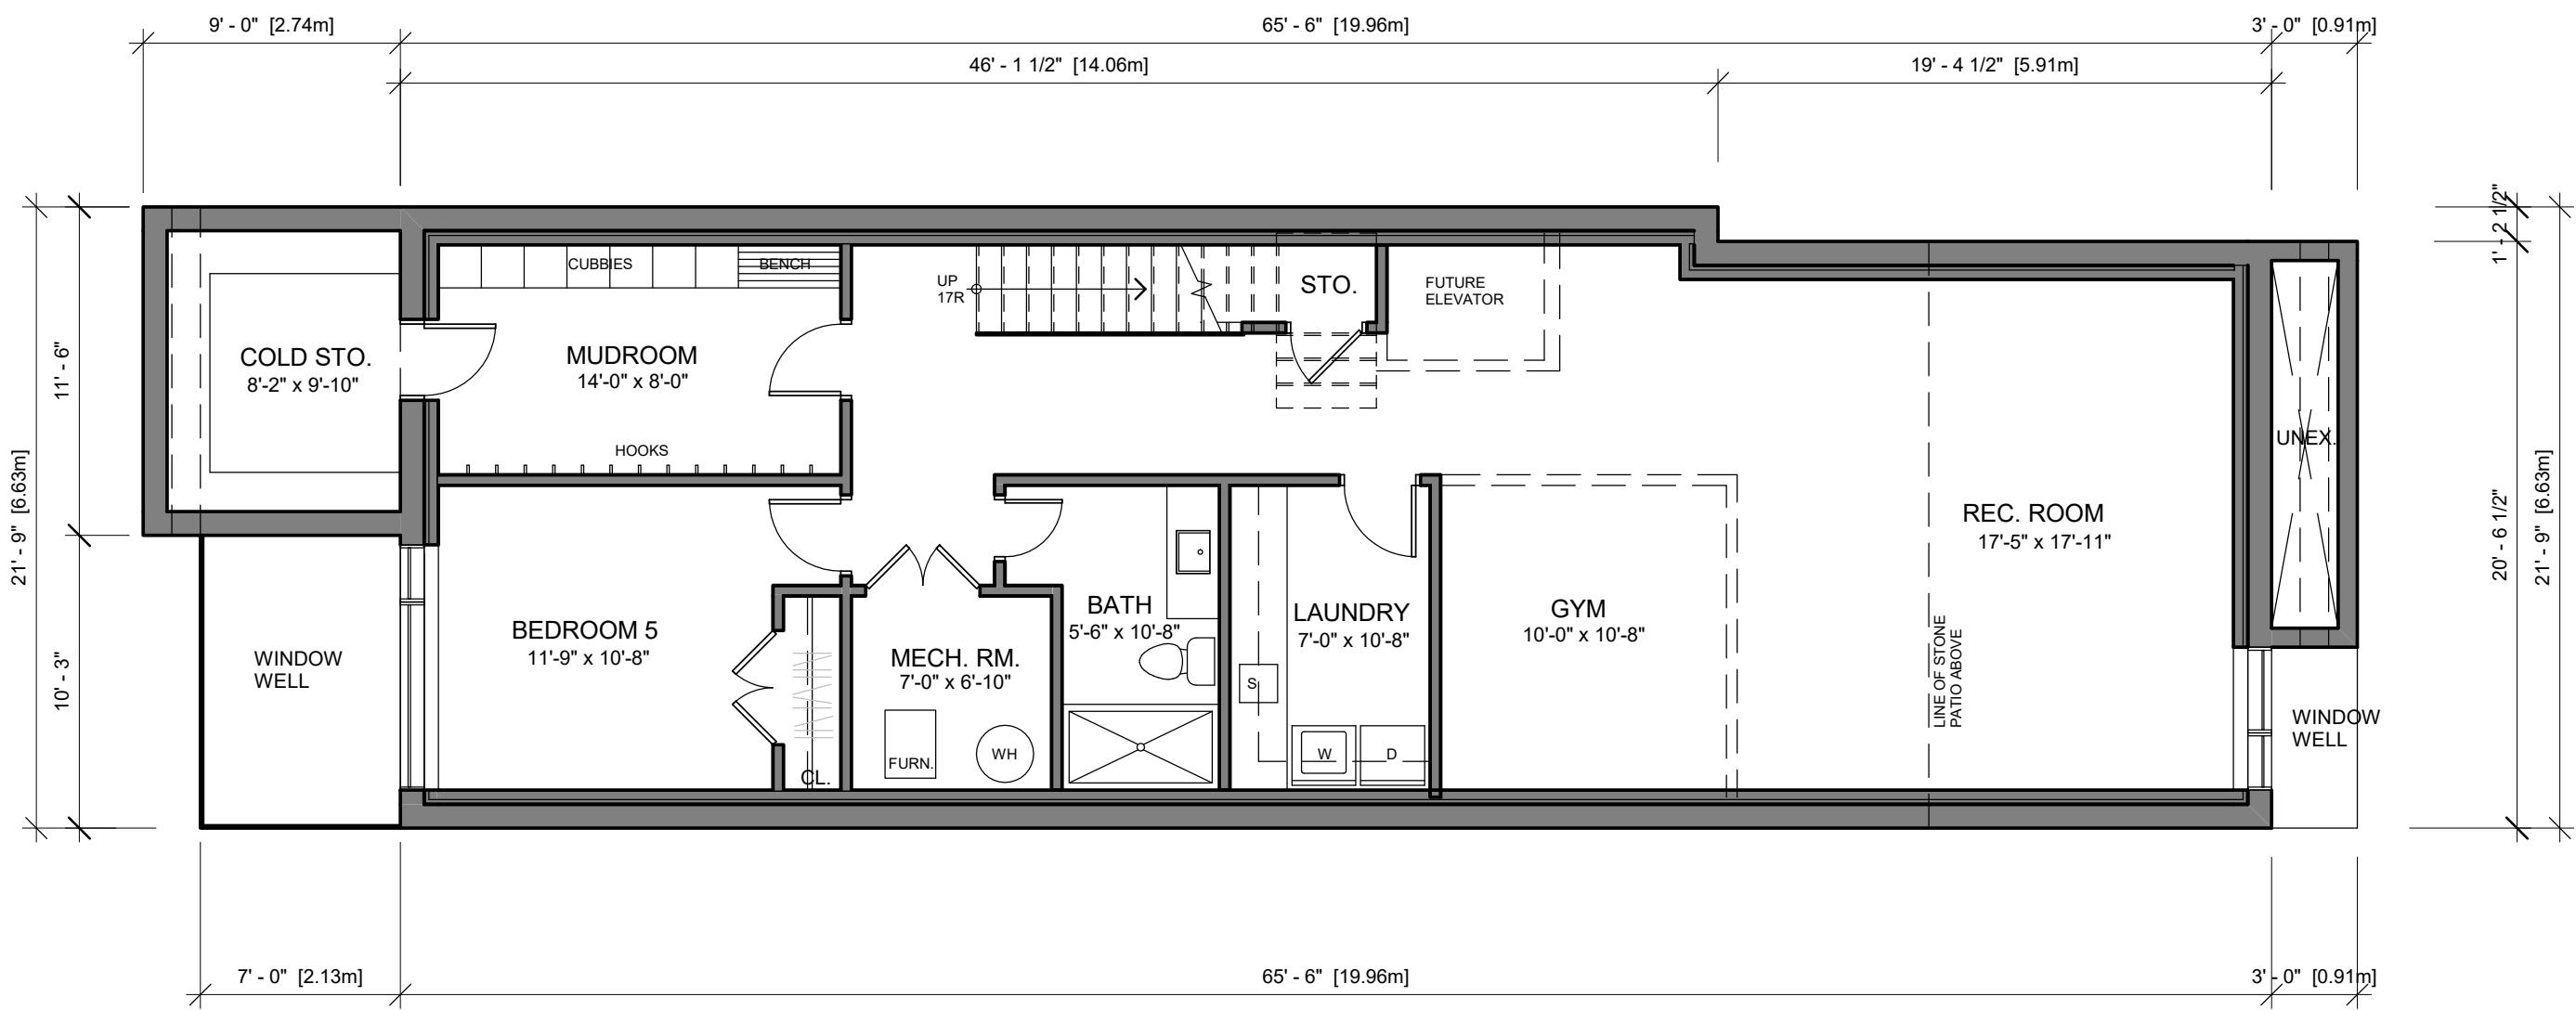 9' - 0" [2.74m]
65' - 6" [19.96m]
3' - 0" [0.91m]
46' - 1 1/2" [14.06m]
19' - 4 1/2" [5.91m]
21' - 9" [6.63m]
11' - 6"
10' - 3"
1' - 2 1/2"
20' - 6 1/2"
21' - 9" [6.63m]
CUBBIES
BENCH
UP
17R
STO.
FUTURE
ELEVATOR
COLD STO.
8'-2" x 9'-10"
MUDROOM
14'-0" x 8'-0"
HOOKS
UNEX.
REC. ROOM
17'-5" x 17'-11"
BEDROOM 5
11'-9" x 10'-8"
BATH
5'-6" x 10'-8"
LAUNDRY
7'-0" x 10'-8"
GYM
10'-0" x 10'-8"
WINDOW
WELL
MECH. RM.
7'-0" x 6'-10"
S
LINE OF STONE
PATIO ABOVE
WINDOW
WELL
CL.
FURN.
WH
W
D
7' - 0" [2.13m]
65' - 6" [19.96m]
3' - 0" [0.91m]